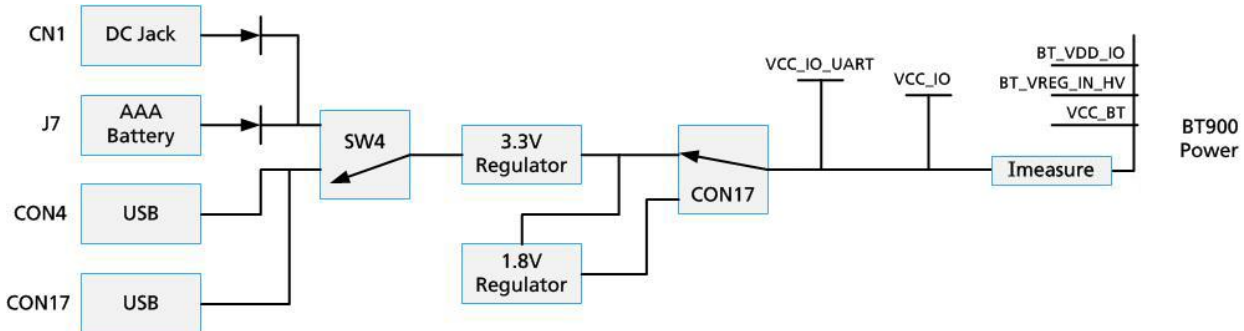 CN1
DC Jack
J7
AAA
Battery
CON4
USB
CON17
USB
SW4
3.3V
Regulator
1.8V
Regulator
CON17
VCC_IO_UART
VCC_IO
Imeasure
BT_VDD_IO
BT_VREG_IN_HV
VCC_BT
BT900
Power